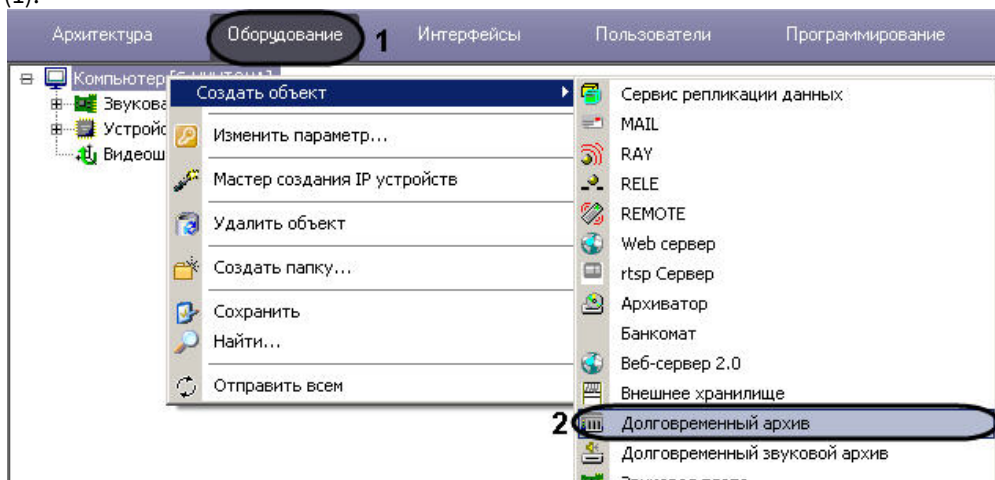 (1).
Архитектура Оборудование 1 Интерфейсы Пользователи Программирование
Компьютер
Звукова
Устройс
Видеош
Создать объект
Изменить параметр...
Мастер создания IP устройств
Удалить объект
Создать папку...
Сохранить
Найти...
Отправить всем
Сервис репликации данных
MAIL
RAY
RELE
REMOTE
Web сервер
rtsp Сервер
Архиватор
Банкомат
Веб-сервер 2.0
Внешнее хранилище
2 Долговременный архив
Долговременный звуковой архив